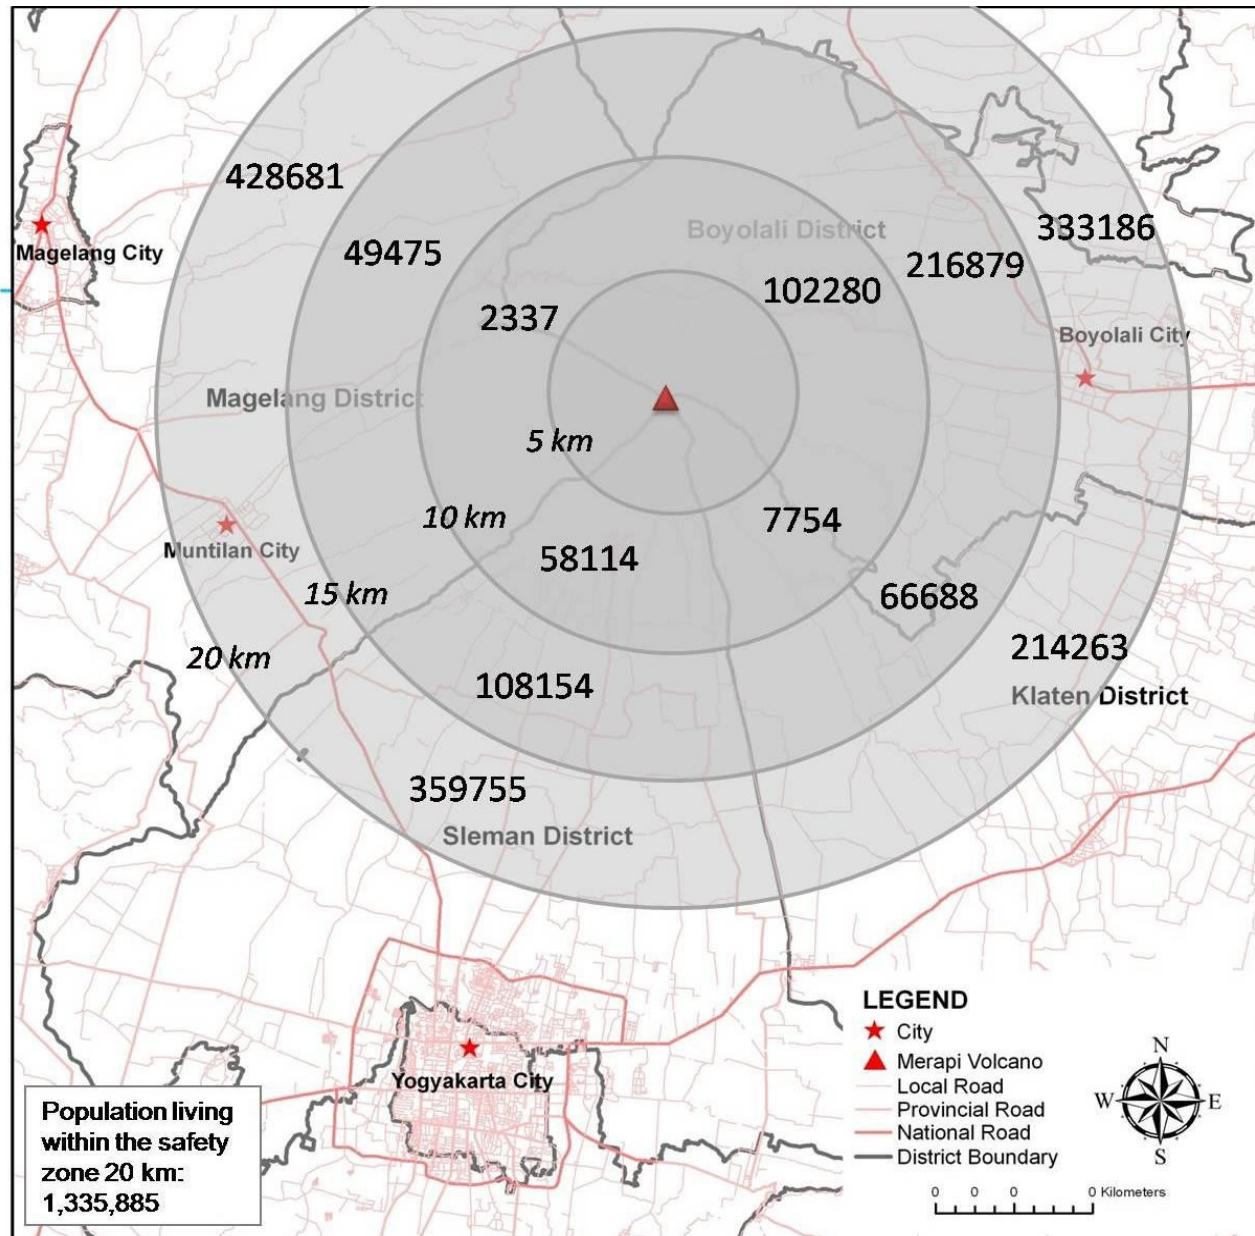 428681
333186
Boyolali District
Magelang City
49475
216879
102280
2337
Boyolali City
Magelang District
5 km
10 km
7754
Muntilan City
58114
15 km
66688
20 km
214263
108154
Klaten District
359755
Sleman District
LEGEND
City
Merapi Volcano
Local Road
Provincial Road
National Road
District Boundary
0 0 0 0 Kilometers
N
W E
S
Yogyakarta City
Population living
within the safety
zone 20 km:
1,335,885